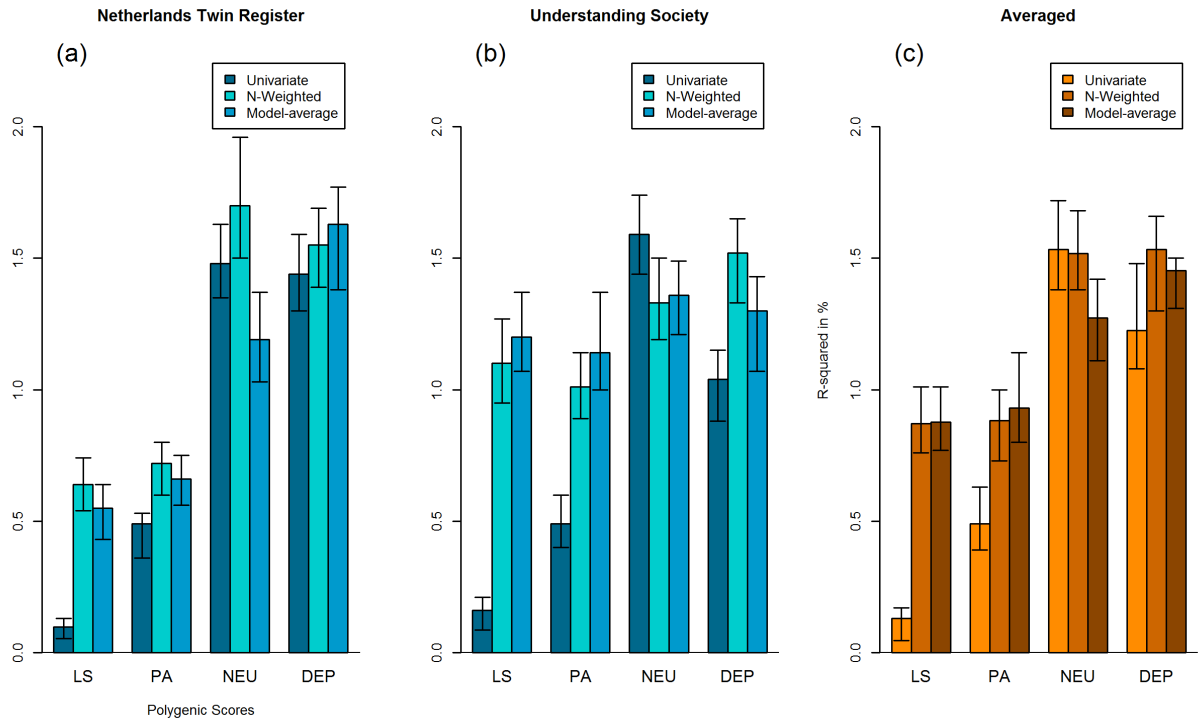 Netherlands Twin Register
(a)
Univariate
N-Weighted
Model-average
2.0
1.5
1.0
0.5
0.0
LS PA NEU DEP
Polygenic Scores
Understanding Society
(b)
Univariate
N-Weighted
Model-average
2.0
1.5
1.0
0.5
0.0
LS PA NEU DEP
Averaged
(c)
Univariate
N-Weighted
Model-average
R-squared in %
2.0
1.5
1.0
0.5
0.0
LS PA NEU DEP